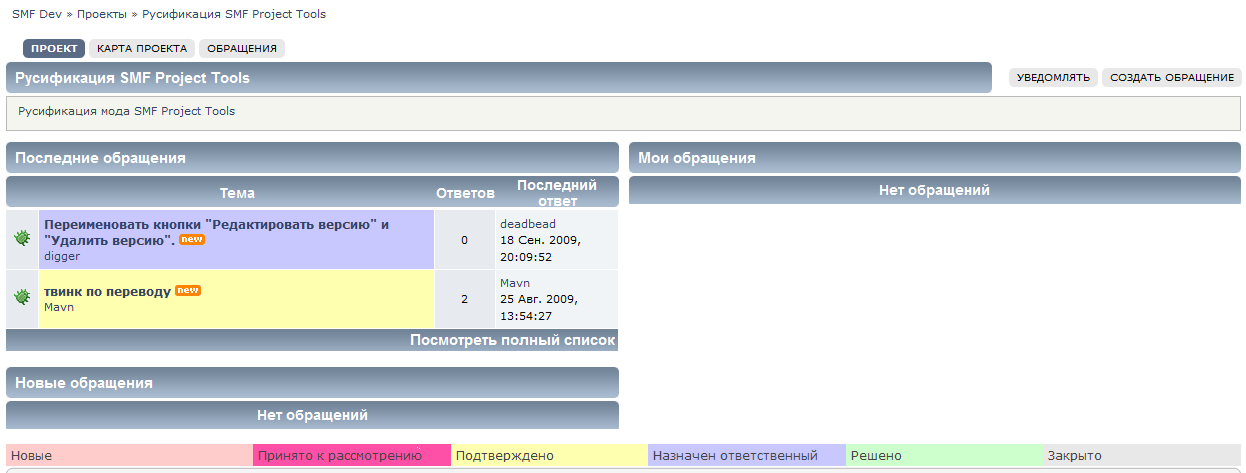 SMF Dev » Проекты » Русификация SMF Project Tools
ПРОЕКТ КАРТА ПРОЕКТА ОБРАЩЕНИЯ
Русификация SMF Project Tools
УВЕДОМЛЯТЬ СОЗДАТЬ ОБРАЩЕНИЕ
Русификация мода SMF Project Tools
Последние обращения
Тема Ответов Последний
ответ
Переименовать кнопки "Редактировать версию" и
"Удалить версию". new
digger
0
deadbead
18 Сен. 2009,
20:09:52
твинк по переводу new
Mavn
2
Mavn
25 Авг. 2009,
13:54:27
Посмотреть полный список
Мои обращения
Нет обращений
Новые обращения
Нет обращений
Новые Принято к рассмотрению Подтверждено Назначен ответственный Решено Закрыто